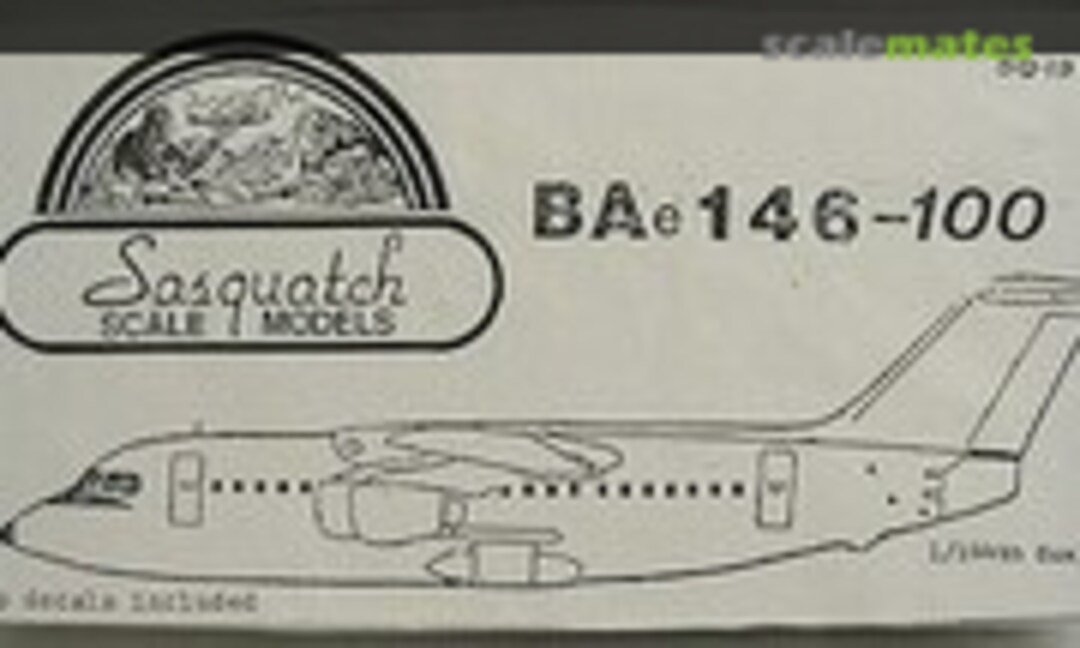 scalemates
BAe 146-100
Sasquatch
SCALE MODELS
decals included